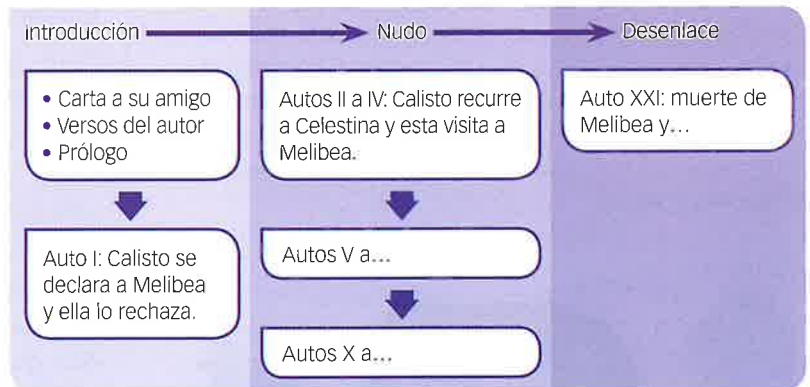 Introducción
Nudo
Desenlace
• Carta a su amigo
• Versos del autor
• Prólogo
Auto I: Calisto se
declara a Melibea
y ella lo rechaza.
Autos II a IV: Calisto recurre
a Celestina y esta visita a
Melibea.
Autos V a...
Autos X a...
Auto XXI: muerte de
Melibea y...